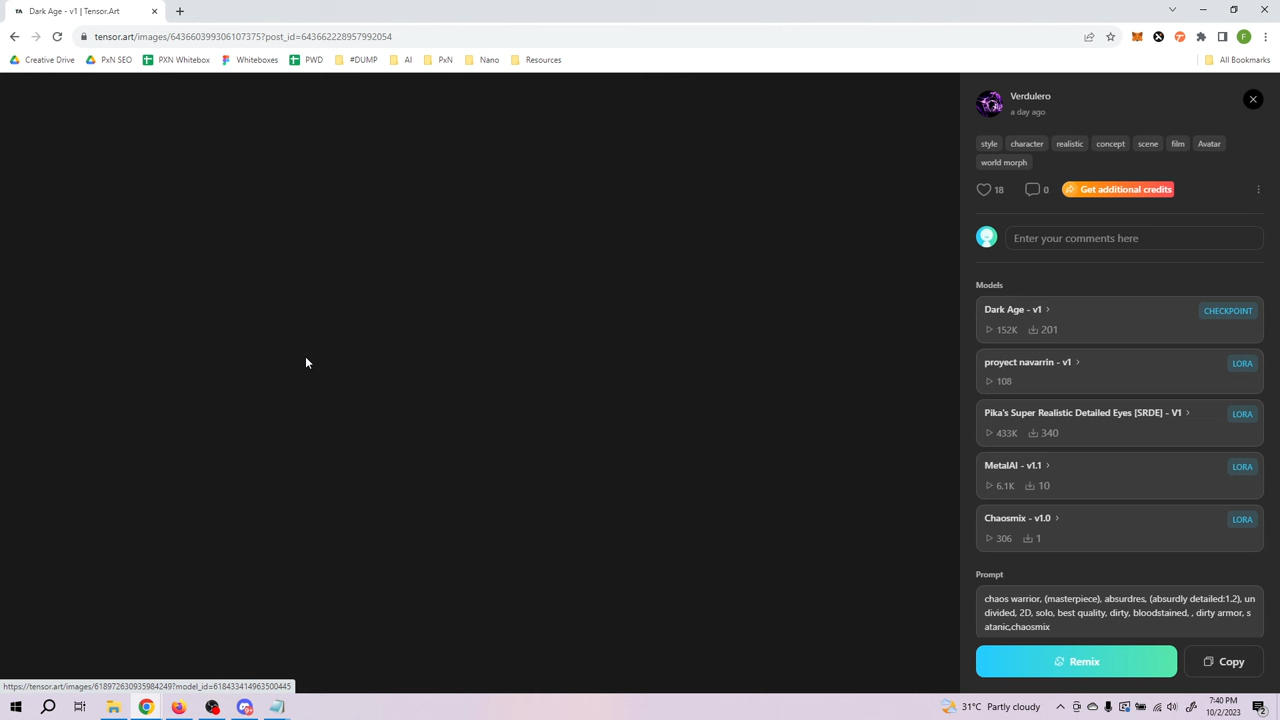 TA Dark Age - v1 | Tensor.Art
tensor.art/images/643660399306107375?post_id=643662228957992054
Creative Drive PxN SEO PXN Whitebox Whiteboxes PWD #DUMP AI PxN Nano Resources All Bookmarks
F
Verdulero
a day ago
style character realistic concept scene film Avatar
world morph
18 0 Get additional credits
Enter your comments here
Models
Dark Age - v1 CHECKPOINT
152K 201
proyect navarrin - v1 LORA
108
Pika's Super Realistic Detailed Eyes [SRDE] - V1 LORA
433K 340
MetalAI - v1.1 LORA
6.1K 10
Chaosmix - v1.0 LORA
306 1
Prompt
chaos warrior, (masterpiece), absurdres, (absurdly detailed:1.2), un
divided, 2D, solo, best quality, dirty, bloodstained, , dirty armor, s
atanic,chaosmix
Remix Copy
https://tensor.art/images/618972630935984249?model_id=618433414963500445
31°C Partly cloudy
7:40 PM
10/2/2023
2